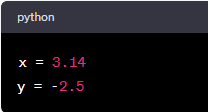 python
x = 3.14
y = -2.5